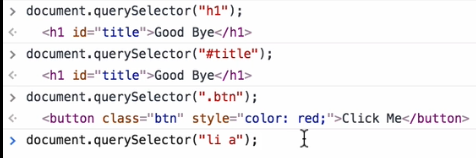 > document.querySelector("h1");
<· <h1 id="title">Good Bye</h1>
> document.querySelector("#title");
<· <h1 id="title">Good Bye</h1>
> document.querySelector(".btn");
<· <button class="btn" style="color: red;">Click Me</button>
> document.querySelector("li a");